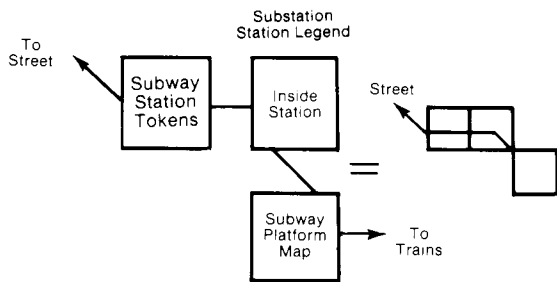 Substation
Station Legend
To
Street
Subway
Station
Tokens
Inside
Station
Street
=
Subway
Platform
Map
To
Trains